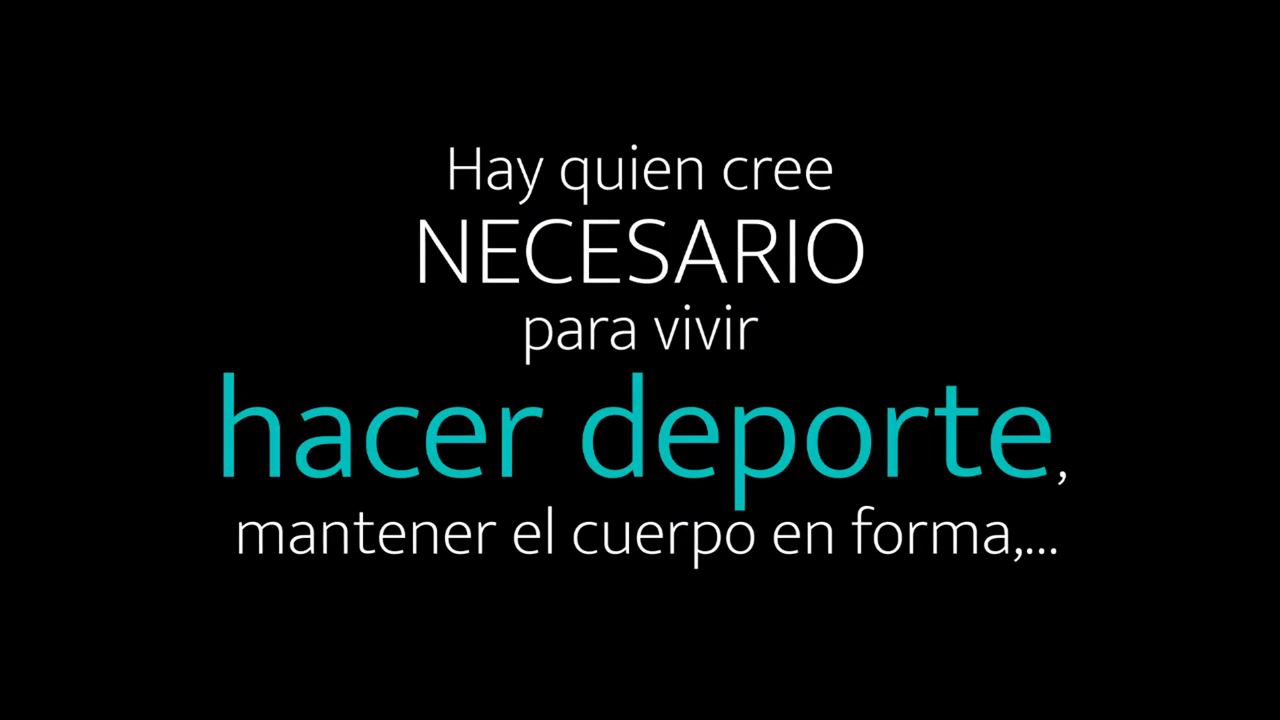 Hay quien cree
NECESARIO
para vivir
hacer deporte,
mantener el cuerpo en forma,...